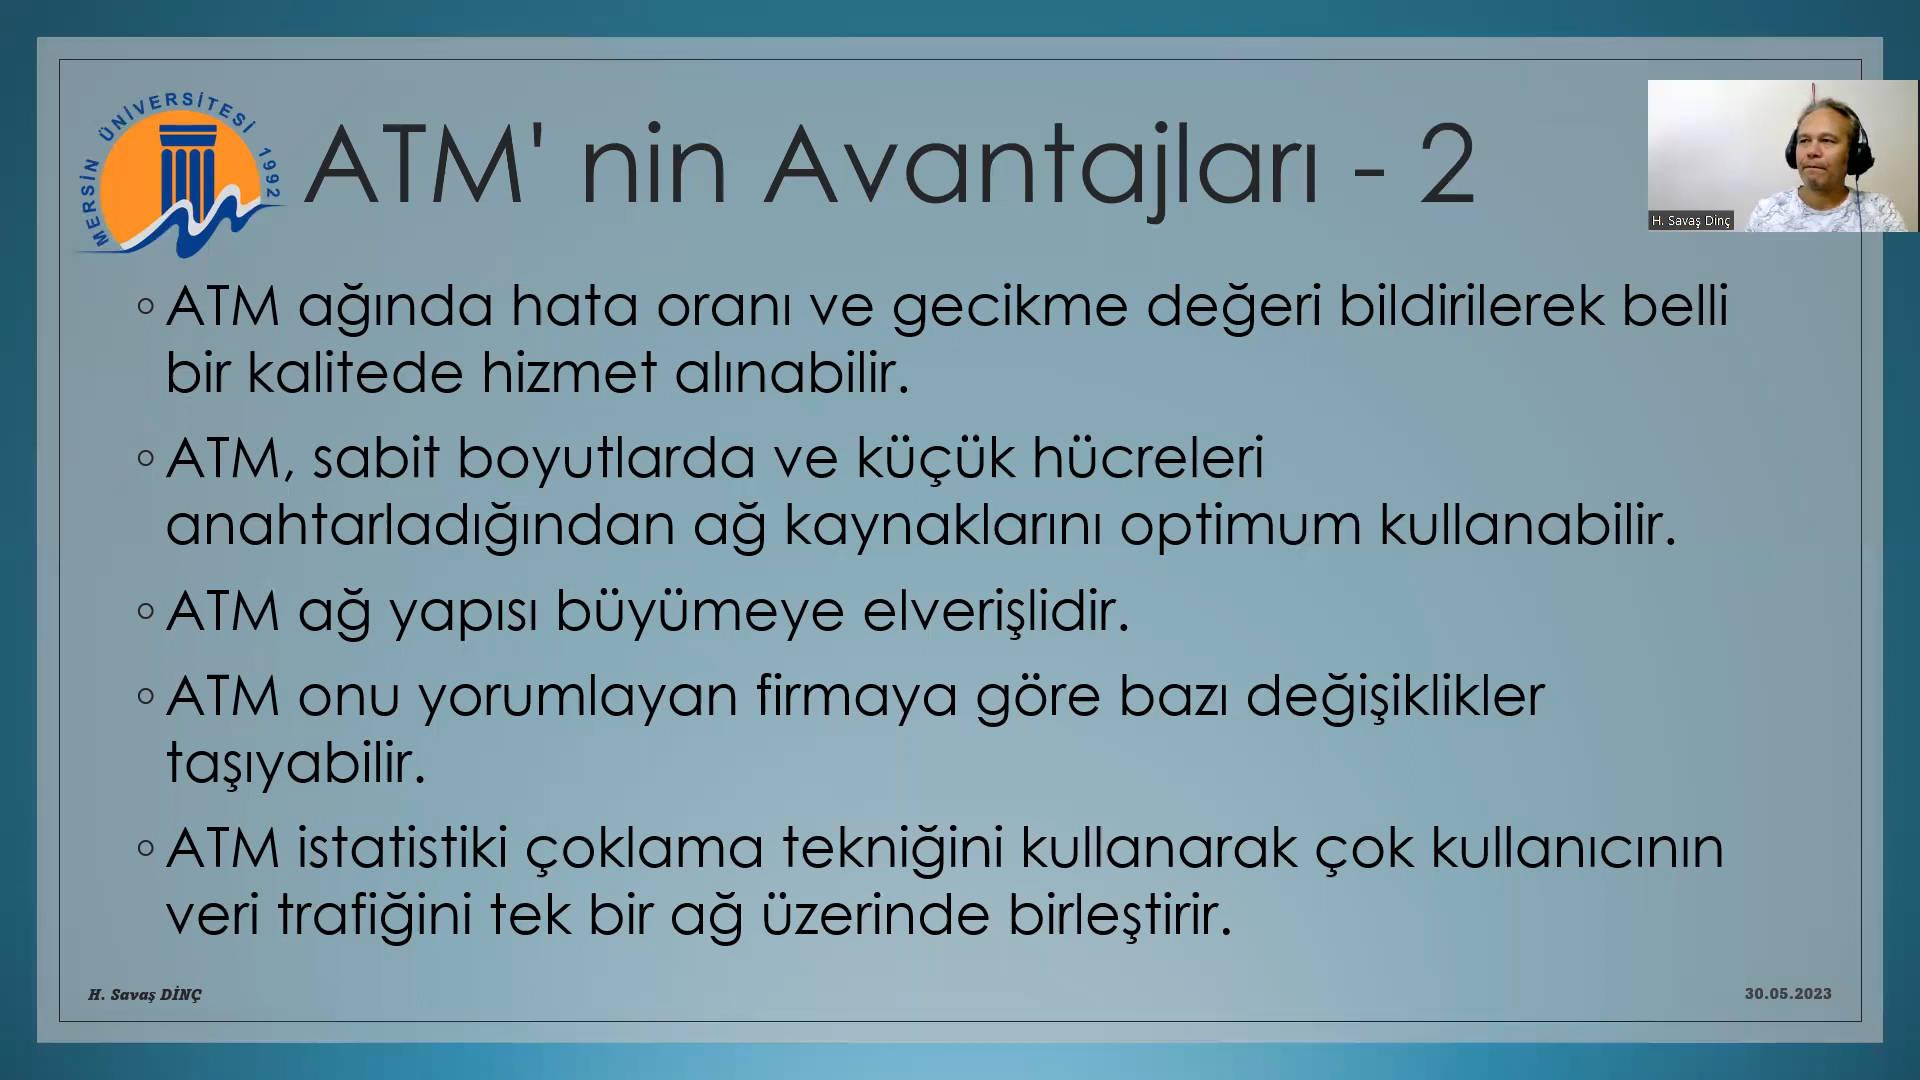 MERSİN ÜNİVERSİTESİ 1992
ATM' nin Avantajları - 2
H. Savaş Dinç
◦ ATM ağında hata oranı ve gecikme değeri bildirilerek belli
bir kalitede hizmet alınabilir.
◦ ATM, sabit boyutlarda ve küçük hücreleri
anahtarladığından ağ kaynaklarını optimum kullanabilir.
◦ ATM ağ yapısı büyümeye elverişlidir.
◦ ATM onu yorumlayan firmaya göre bazı değişiklikler
taşıyabilir.
◦ ATM istatistiki çoklama tekniğini kullanarak çok kullanıcının
veri trafiğini tek bir ağ üzerinde birleştirir.
H. Savaş DİNÇ
30.05.2023